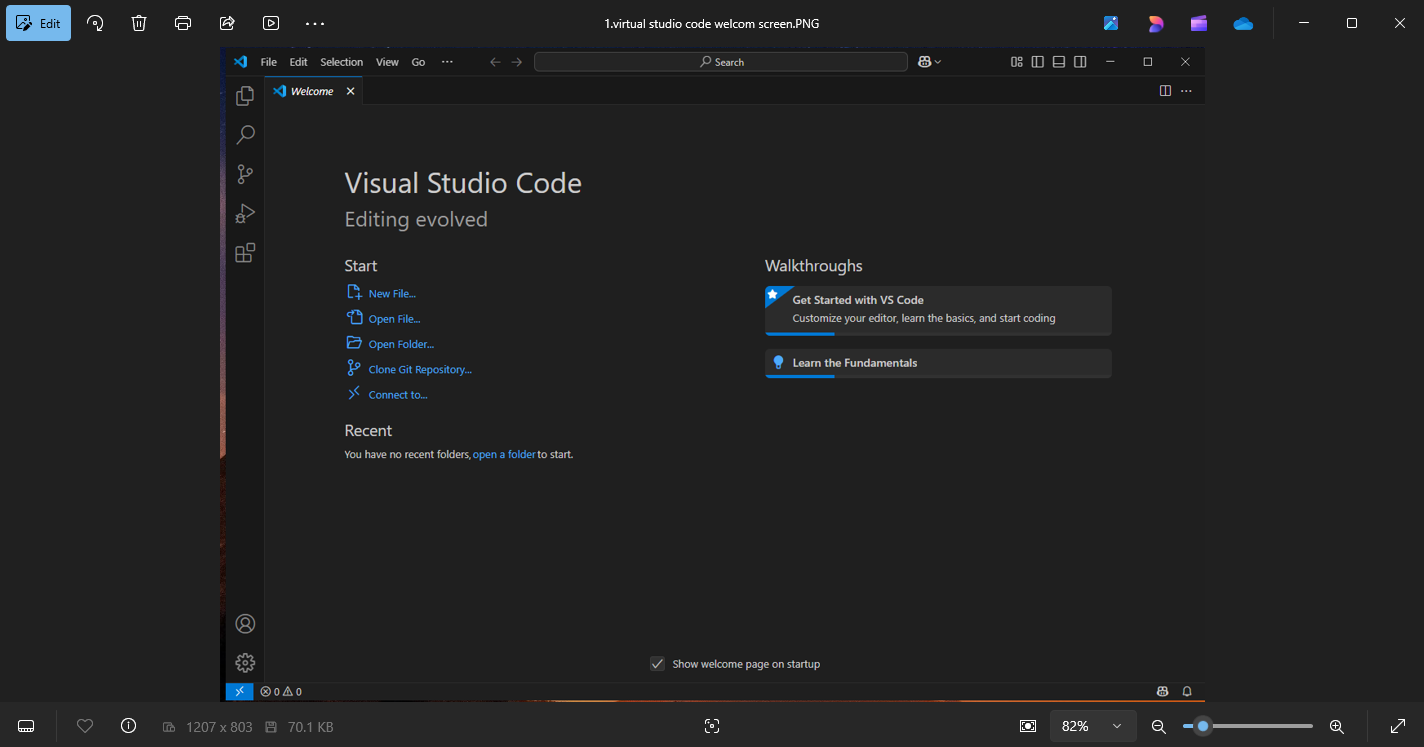 Edit
1.virtual studio code welcom screen.PNG
File Edit Selection View Go ··· Search
Welcome
Visual Studio Code
Editing evolved
Start
New File...
Open File...
Open Folder...
Clone Git Repository...
Connect to...
Recent
You have no recent folders, open a folder to start.
Walkthroughs
Get Started with VS Code
Customize your editor, learn the basics, and start coding
Learn the Fundamentals
Show welcome page on startup
0 0
1207 x 803 70.1 KB 82%